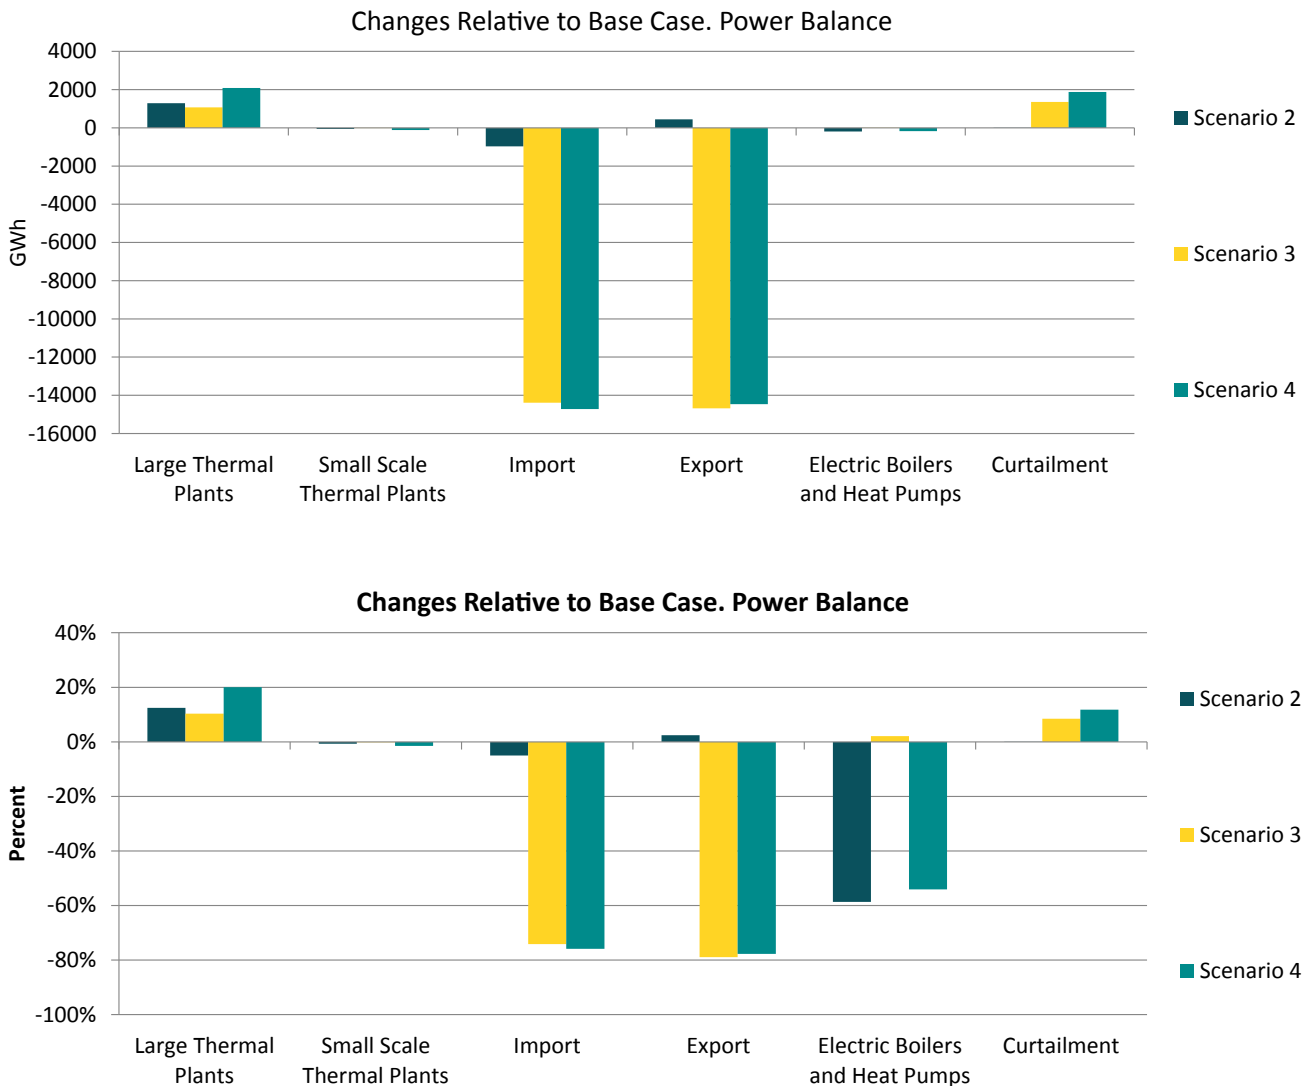 Changes Relative to Base Case. Power Balance
4000
2000
0
-2000
-4000
-6000
-8000
-10000
-12000
-14000
-16000
GWh
Large Thermal
Plants
Small Scale
Thermal Plants
Import
Export
Electric Boilers
and Heat Pumps
Curtailment
Scenario 2
Scenario 3
Scenario 4
Changes Relative to Base Case. Power Balance
40%
20%
0%
-20%
-40%
-60%
-80%
-100%
Percent
Large Thermal
Plants
Small Scale
Thermal Plants
Import
Export
Electric Boilers
and Heat Pumps
Curtailment
Scenario 2
Scenario 3
Scenario 4